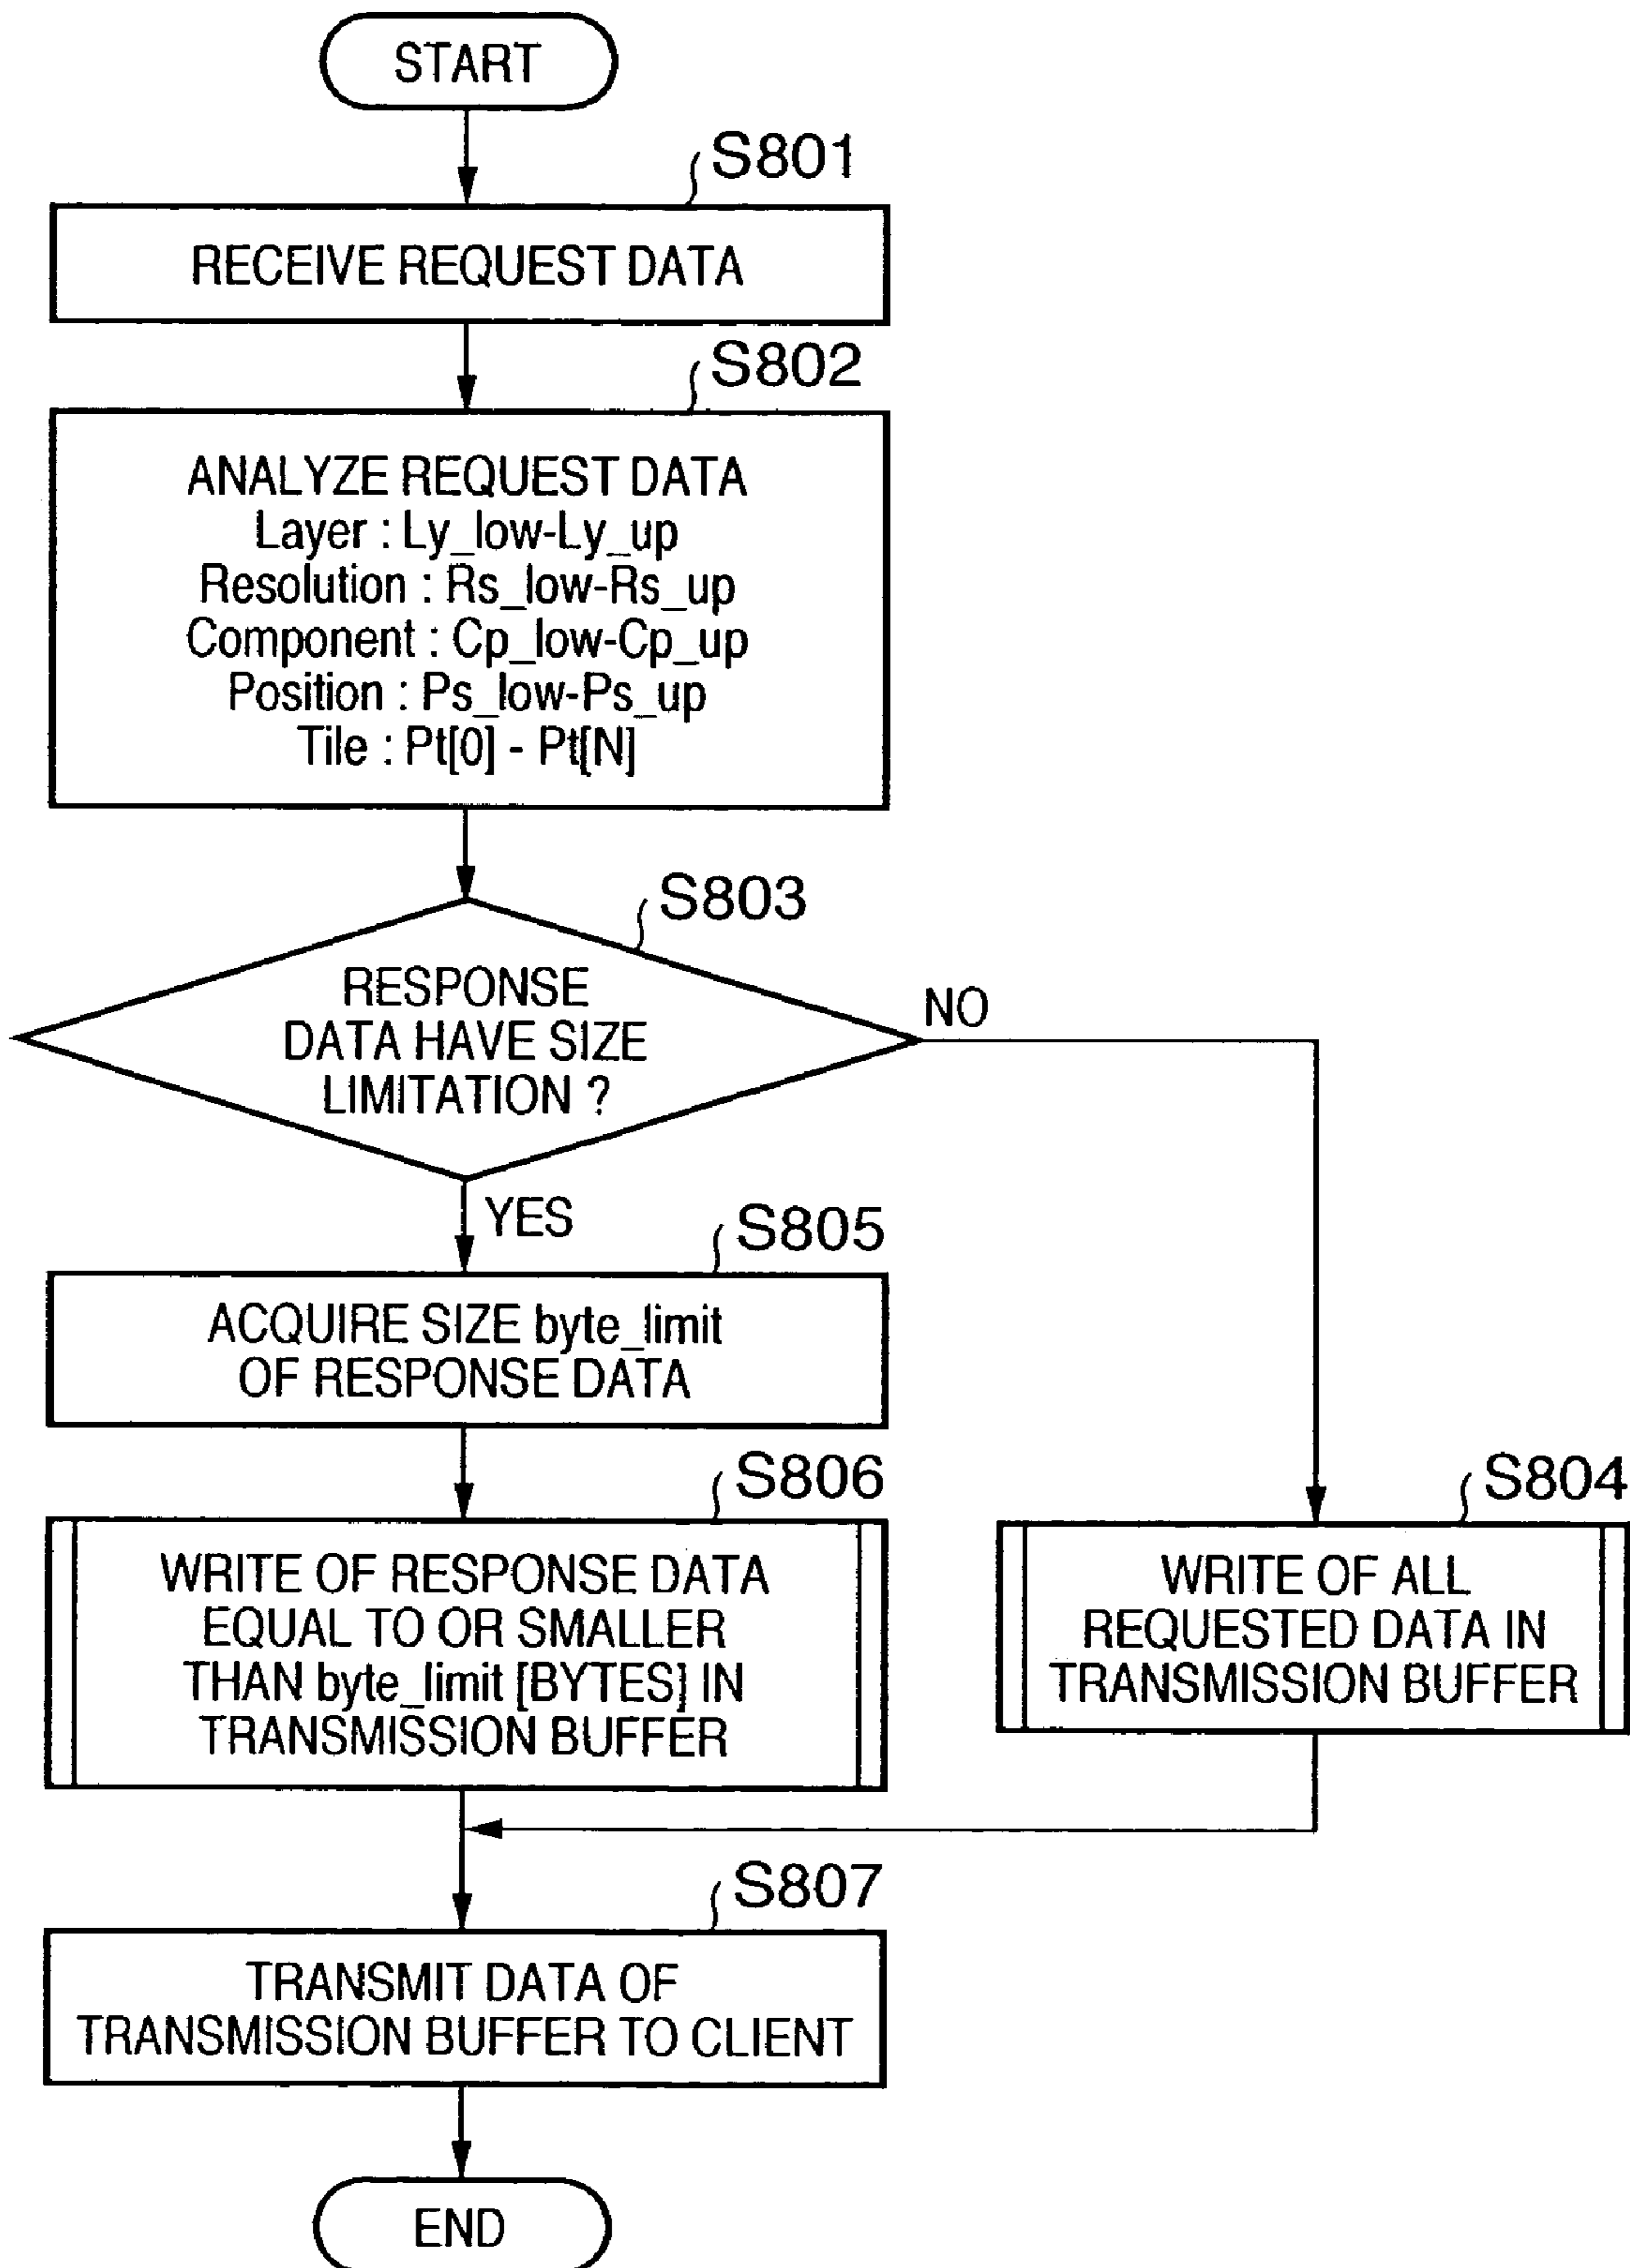 START
S801
RECEIVE REQUEST DATA
S802
ANALYZE REQUEST DATA
Layer : Ly_low-Ly_up
Resolution : Rs_low-Rs_up
Component : Cp_low-Cp_up
Position : Ps_low-Ps_up
Tile : Pt[0] - Pt[N]
S803
RESPONSE
DATA HAVE SIZE
LIMITATION ?
NO
YES
S805
ACQUIRE SIZE byte_limit
OF RESPONSE DATA
S806
WRITE OF RESPONSE DATA
EQUAL TO OR SMALLER
THAN byte_limit [BYTES] IN
TRANSMISSION BUFFER
S804
WRITE OF ALL
REQUESTED DATA IN
TRANSMISSION BUFFER
S807
TRANSMIT DATA OF
TRANSMISSION BUFFER TO CLIENT
END